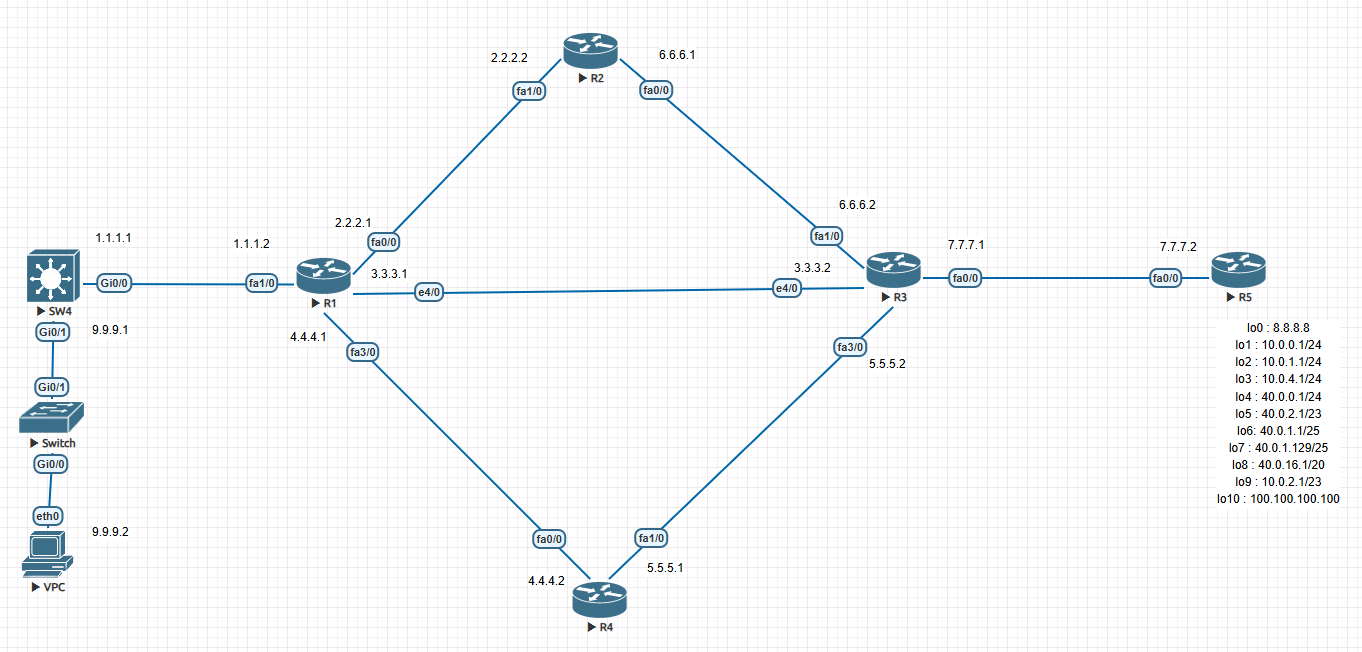 2.2.2.2
6.6.6.1
R2
fa1/0
fa0/0
6.6.6.2
2.2.2.1
fa0/0
fa1/0
1.1.1.1
1.1.1.2
7.7.7.1
7.7.7.2
3.3.3.1
3.3.3.2
Gi0/0
fa1/0
e4/0
e4/0
fa0/0
fa0/0
SW4
R1
R3
R5
Gi0/1
9.9.9.1
4.4.4.1
fa3/0
fa3/0
5.5.5.2
lo0 : 8.8.8.8
lo1 : 10.0.0.1/24
lo2 : 10.0.1.1/24
lo3 : 10.0.4.1/24
lo4 : 40.0.0.1/24
lo5 : 40.0.2.1/23
lo6: 40.0.1.1/25
lo7 : 40.0.1.129/25
lo8 : 40.0.16.1/20
lo9 : 10.0.2.1/23
lo10 : 100.100.100.100
Gi0/1
Switch
Gi0/0
eth0
9.9.9.2
VPC
fa0/0
fa1/0
4.4.4.2
5.5.5.1
R4